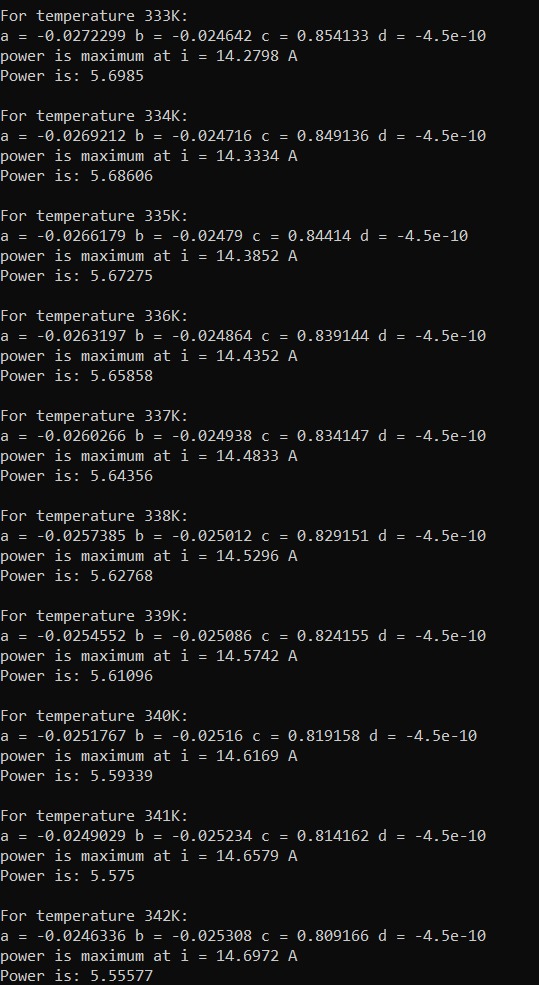 For temperature 333K:
a = -0.0272299 b = -0.024642 c = 0.854133 d = -4.5e-10
power is maximum at i = 14.2798 A
Power is: 5.6985
For temperature 334K:
a = -0.0269212 b = -0.024716 c = 0.849136 d = -4.5e-10
power is maximum at i = 14.3334 A
Power is: 5.68606
For temperature 335K:
a = -0.0266179 b = -0.02479 c = 0.84414 d = -4.5e-10
power is maximum at i = 14.3852 A
Power is: 5.67275
For temperature 336K:
a = -0.0263197 b = -0.024864 c = 0.839144 d = -4.5e-10
power is maximum at i = 14.4352 A
Power is: 5.65858
For temperature 337K:
a = -0.0260266 b = -0.024938 c = 0.834147 d = -4.5e-10
power is maximum at i = 14.4833 A
Power is: 5.64356
For temperature 338K:
a = -0.0257385 b = -0.025012 c = 0.829151 d = -4.5e-10
power is maximum at i = 14.5296 A
Power is: 5.62768
For temperature 339K:
a = -0.0254552 b = -0.025086 c = 0.824155 d = -4.5e-10
power is maximum at i = 14.5742 A
Power is: 5.61096
For temperature 340K:
a = -0.0251767 b = -0.02516 c = 0.819158 d = -4.5e-10
power is maximum at i = 14.6169 A
Power is: 5.59339
For temperature 341K:
a = -0.0249029 b = -0.025234 c = 0.814162 d = -4.5e-10
power is maximum at i = 14.6579 A
Power is: 5.575
For temperature 342K:
a = -0.0246336 b = -0.025308 c = 0.809166 d = -4.5e-10
power is maximum at i = 14.6972 A
Power is: 5.55577